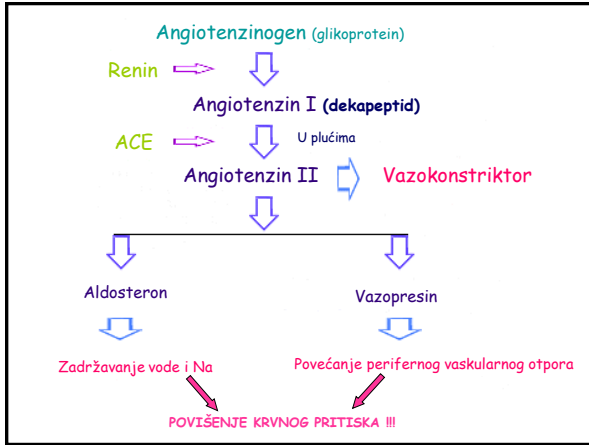 Angiotenzinogen (glikoprotein)
Renin
Angiotenzin I (dekapeptid)
ACE
U plućima
Angiotenzin II
Vazokonstriktor
Aldosteron
Vazopresin
Zadržavanje vode i Na
Povećanje perifernog vaskularnog otpora
POVIŠENJE KRVNOG PRITISKA !!!